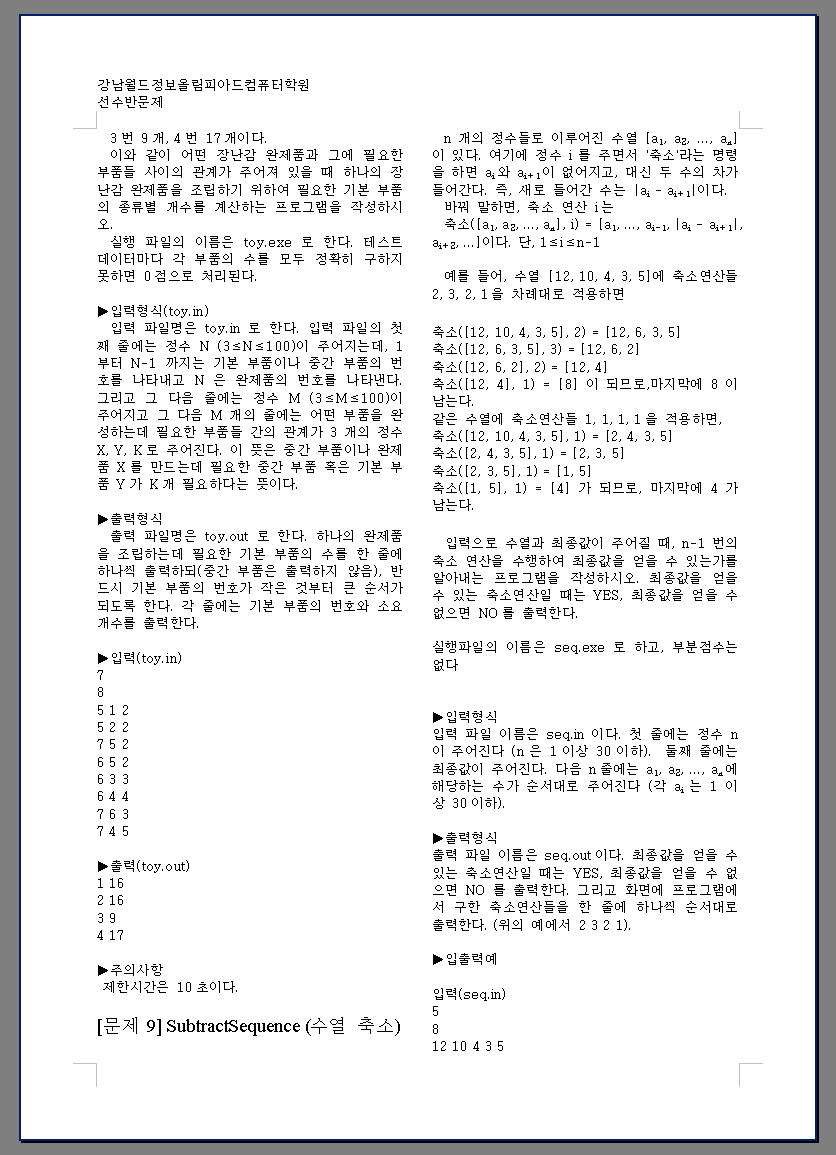 강남월드정보올림피아드컴퓨터학원
선수반문제
3번 9개, 4번 17개이다.
이와 같이 어떤 장난감 완제품과 그에 필요한
부품들 사이의 관계가 주어져 있을 때 하나의 장
난감 완제품을 조립하기 위하여 필요한 기본 부품
의 종류별 개수를 계산하는 프로그램을 작성하시
오.
실행 파일의 이름은 toy.exe 로 한다. 테스트
데이터마다 각 부품의 수를 모두 정확히 구하지
못하면 0점으로 처리된다.
▶입력형식(toy.in)
입력 파일명은 toy.in 로 한다. 입력 파일의 첫
째 줄에는 정수 N (3≤N≤100)이 주어지는데, 1
부터 N-1 까지는 기본 부품이나 중간 부품의 번
호를 나타내고 N 은 완제품의 번호를 나타낸다.
그리고 그 다음 줄에는 정수 M (3≤M≤100)이
주어지고 그 다음 M 개의 줄에는 어떤 부품을 완
성하는데 필요한 부품들 간의 관계가 3 개의 정수
X, Y, K로 주어진다. 이 뜻은 중간 부품이나 완제
품 X를 만드는데 필요한 중간 부품 혹은 기본 부
품 Y가 K개 필요하다는 뜻이다.
▶출력형식
출력 파일명은 toy.out 로 한다. 하나의 완제품
을 조립하는데 필요한 기본 부품의 수를 한 줄에
하나씩 출력하되(중간 부품은 출력하지 않음), 반
드시 기본 부품의 번호가 작은 것부터 큰 순서가
되도록 한다. 각 줄에는 기본 부품의 번호와 소요
개수를 출력한다.
▶입력(toy.in)
7
8
5 1 2
5 2 2
7 5 2
6 5 2
6 3 3
6 4 4
7 6 3
7 4 5
▶출력(toy.out)
1 16
2 16
3 9
4 17
▶주의사항
제한시간은 10초이다.
[문제 9] SubtractSequence (수열 축소)
n 개의 정수들로 이루어진 수열 [a₁, a₂, ..., aₙ]
이 있다. 여기에 정수 i를 주면서 '축소'라는 명령
을 하면 aᵢ와 aᵢ₊₁이 없어지고, 대신 두 수의 차가
들어간다. 즉, 새로 들어간 수는 |aᵢ - aᵢ₊₁|이다.
바꿔 말하면, 축소 연산 i는
축소([a₁, a₂, ..., aₙ], i) = [a₁, ..., aᵢ₋₁, |aᵢ - aᵢ₊₁|,
aᵢ₊₂, ...]이다. 단, 1≤i≤n-1
예를 들어, 수열 [12, 10, 4, 3, 5]에 축소연산들
2, 3, 2, 1을 차례대로 적용하면
축소([12, 10, 4, 3, 5], 2) = [12, 6, 3, 5]
축소([12, 6, 3, 5], 3) = [12, 6, 2]
축소([12, 6, 2], 2) = [12, 4]
축소([12, 4], 1) = [8] 이 되므로,마지막에 8 이
남는다.
같은 수열에 축소연산들 1, 1, 1, 1을 적용하면,
축소([12, 10, 4, 3, 5], 1) = [2, 4, 3, 5]
축소([2, 4, 3, 5], 1) = [2, 3, 5]
축소([2, 3, 5], 1) = [1, 5]
축소([1, 5], 1) = [4] 가 되므로, 마지막에 4 가
남는다.
입력으로 수열과 최종값이 주어질 때, n-1 번의
축소 연산을 수행하여 최종값을 얻을 수 있는가를
알아내는 프로그램을 작성하시오. 최종값을 얻을
수 있는 축소연산일 때는 YES, 최종값을 얻을 수
없으면 NO를 출력한다.
실행파일의 이름은 seq.exe 로 하고, 부분점수는
없다
▶입력형식
입력 파일 이름은 seq.in 이다. 첫 줄에는 정수 n
이 주어진다 (n 은 1 이상 30 이하). 둘째 줄에는
최종값이 주어진다. 다음 n줄에는 a₁, a₂, ..., aₙ에
해당하는 수가 순서대로 주어진다 (각 aᵢ는 1 이
상 30이하).
▶출력형식
출력 파일 이름은 seq.out이다. 최종값을 얻을 수
있는 축소연산일 때는 YES, 최종값을 얻을 수 없
으면 NO 를 출력한다. 그리고 화면에 프로그램에
서 구한 축소연산들을 한 줄에 하나씩 순서대로
출력한다. (위의 예에서 2 3 2 1).
▶입출력예
입력(seq.in)
5
8
12 10 4 3 5